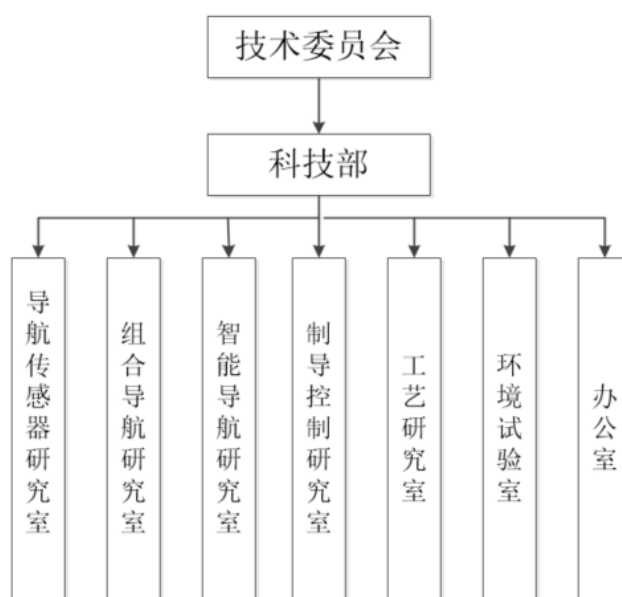 技术委员会
科技部
导航传感器研究室
组合导航研究室
智能导航研究室
制导控制研究室
工艺研究室
环境试验室
办公室